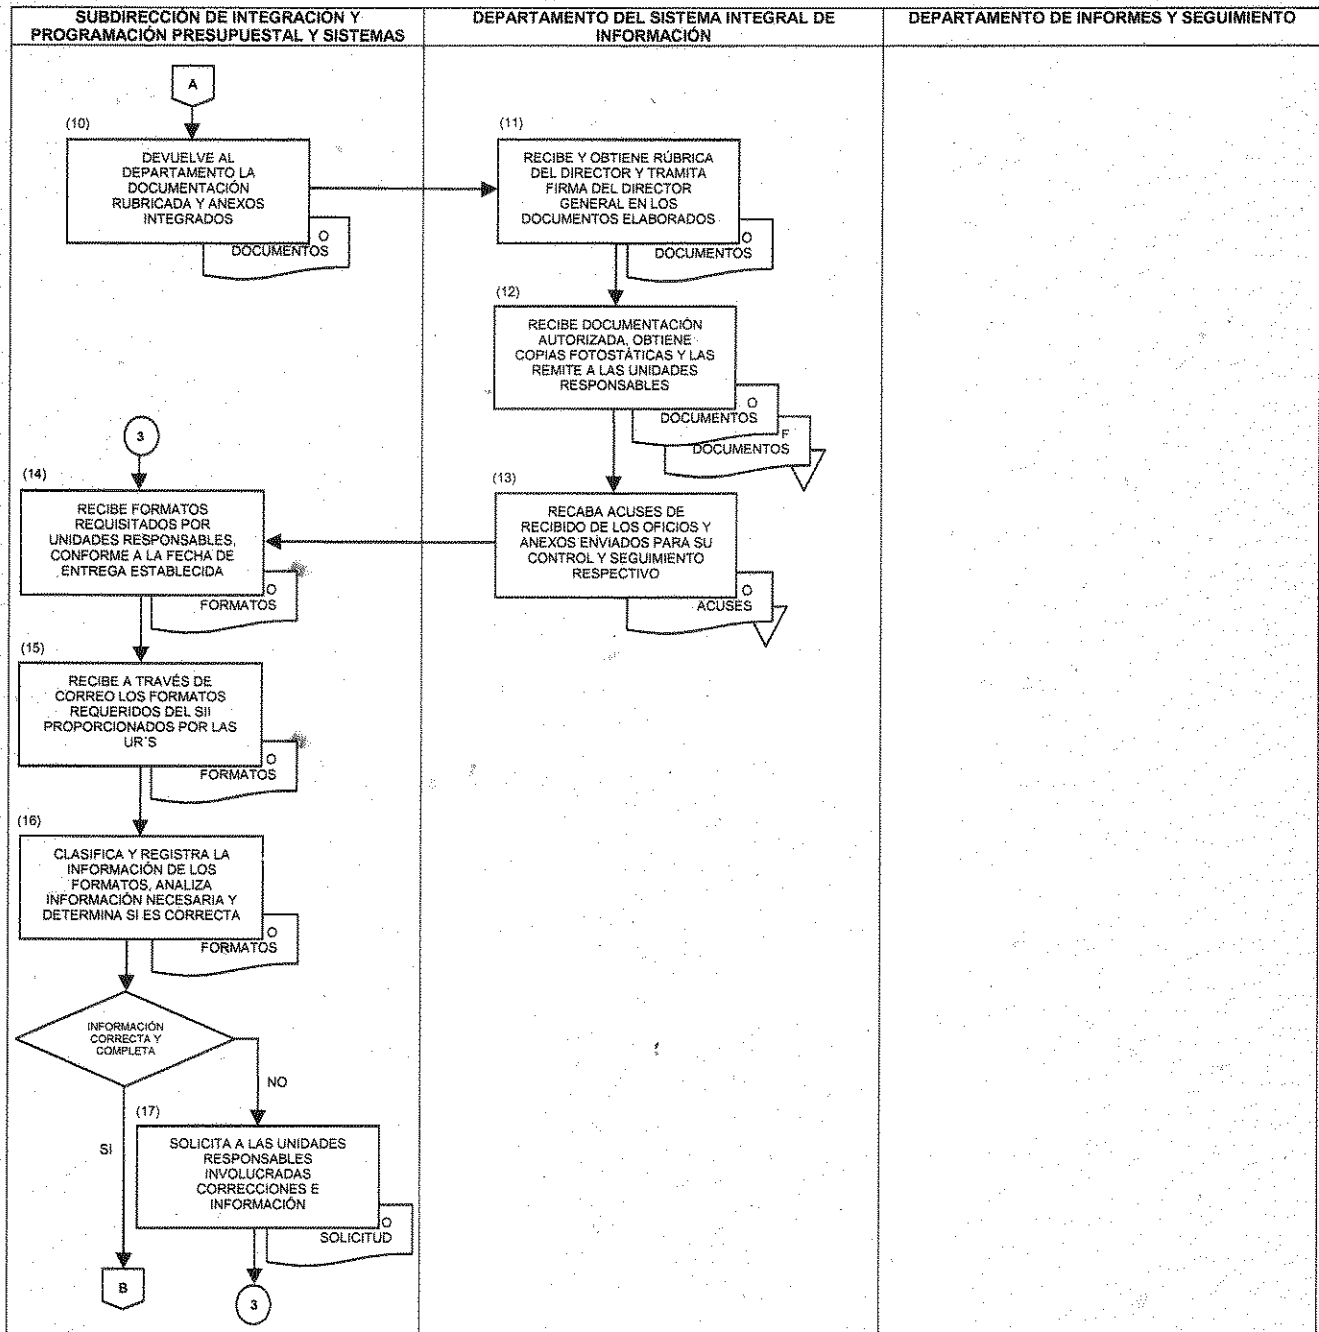 SUBDIRECCIÓN DE INTEGRACIÓN Y
PROGRAMACIÓN PRESUPUESTAL Y SISTEMAS
DEPARTAMENTO DEL SISTEMA INTEGRAL DE
INFORMACIÓN
DEPARTAMENTO DE INFORMES Y SEGUIMIENTO
A
(10)
DEVUELVE AL
DEPARTAMENTO LA
DOCUMENTACIÓN
RUBRICADA Y ANEXOS
INTEGRADOS
O
DOCUMENTOS
(11)
RECIBE Y OBTIENE RÚBRICA
DEL DIRECTOR Y TRAMITA
FIRMA DEL DIRECTOR
GENERAL EN LOS
DOCUMENTOS ELABORADOS
O
DOCUMENTOS
(12)
RECIBE DOCUMENTACIÓN
AUTORIZADA, OBTIENE
COPIAS FOTOSTÁTICAS Y LAS
REMITE A LAS UNIDADES
RESPONSABLES
O
DOCUMENTOS
F
DOCUMENTOS
(13)
RECABA ACUSES DE
RECIBIDO DE LOS OFICIOS Y
ANEXOS ENVIADOS PARA SU
CONTROL Y SEGUIMIENTO
RESPECTIVO
O
ACUSES
3
(14)
RECIBE FORMATOS
REQUISITADOS POR
UNIDADES RESPONSABLES,
CONFORME A LA FECHA DE
ENTREGA ESTABLECIDA
O
FORMATOS
(15)
RECIBE A TRAVÉS DE
CORREO LOS FORMATOS
REQUERIDOS DEL SII
PROPORCIONADOS POR LAS
UR´S
O
FORMATOS
(16)
CLASIFICA Y REGISTRA LA
INFORMACIÓN DE LOS
FORMATOS, ANALIZA
INFORMACIÓN NECESARIA Y
DETERMINA SI ES CORRECTA
O
FORMATOS
INFORMACIÓN
CORRECTA Y
COMPLETA
NO
SI
(17)
SOLICITA A LAS UNIDADES
RESPONSABLES
INVOLUCRADAS
CORRECCIONES E
INFORMACIÓN
O
SOLICITUD
B
3